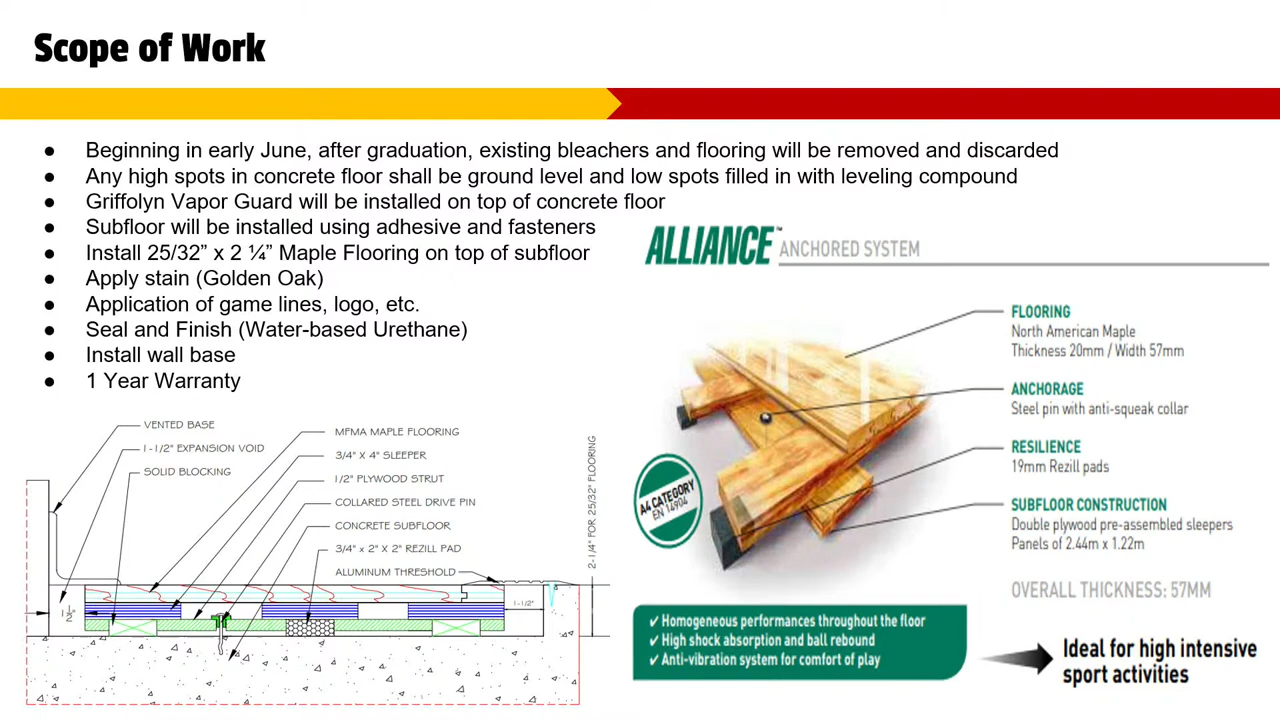 Scope of Work
● Beginning in early June, after graduation, existing bleachers and flooring will be removed and discarded
● Any high spots in concrete floor shall be ground level and low spots filled in with leveling compound
● Griffolyn Vapor Guard will be installed on top of concrete floor
● Subfloor will be installed using adhesive and fasteners
● Install 25/32” x 2 ¼” Maple Flooring on top of subfloor
● Apply stain (Golden Oak)
● Application of game lines, logo, etc.
● Seal and Finish (Water-based Urethane)
● Install wall base
● 1 Year Warranty
VENTED BASE
1-1/2" EXPANSION VOID
SOLID BLOCKING
MFMA MAPLE FLOORING
3/4" X 4" SLEEPER
1/2" PLYWOOD STRUT
COLLARED STEEL DRIVE PIN
CONCRETE SUBFLOOR
3/4" x 2" X 2" REZILL PAD
ALUMINUM THRESHOLD
2-1/4" FOR 25/32" FLOORING
1 1/2"
1-1/2"
ALLIANCE™ ANCHORED SYSTEM
FLOORING
North American Maple
Thickness 20mm / Width 57mm
ANCHORAGE
Steel pin with anti-squeak collar
RESILIENCE
19mm Rezill pads
SUBFLOOR CONSTRUCTION
Double plywood pre-assembled sleepers
Panels of 2.44m x 1.22m
OVERALL THICKNESS: 57MM
A4 CATEGORY
EN 14904
✓ Homogeneous performances throughout the floor
✓ High shock absorption and ball rebound
✓ Anti-vibration system for comfort of play
Ideal for high intensive
sport activities